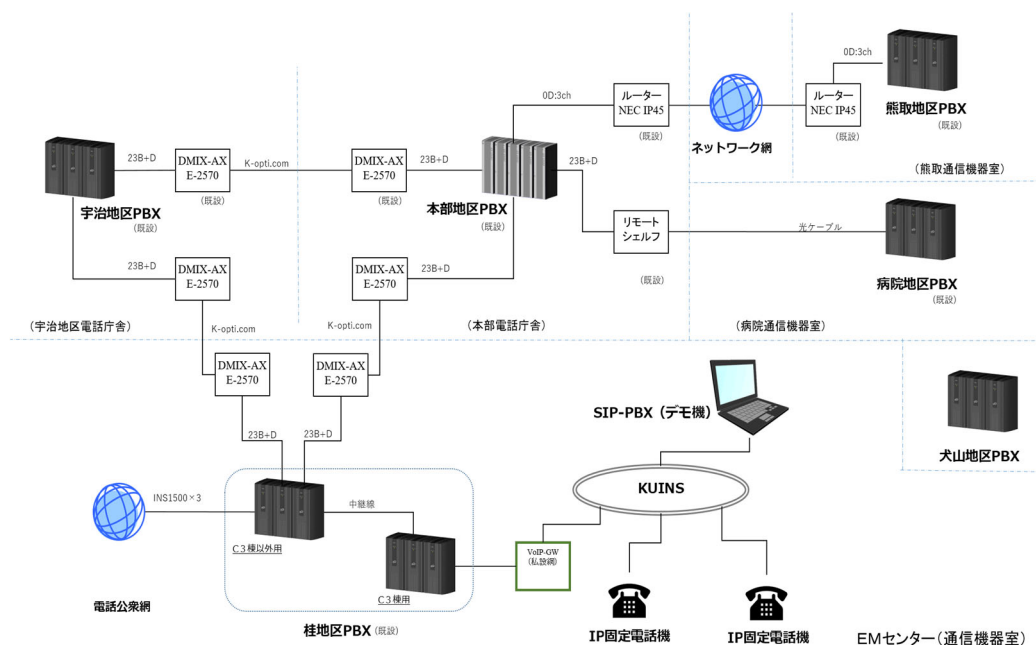 0D:3ch
0D:3ch
ルーター
NEC IP45
(既設)
ネットワーク網
ルーター
NEC IP45
(既設)
熊取地区PBX
(既設)
(熊取通信機器室)
23B+D
DMIX-AX
E-2570
(既設)
K-opti.com
DMIX-AX
E-2570
(既設)
23B+D
23B+D
宇治地区PBX
(既設)
本部地区PBX
(既設)
リモート
シェルフ
(既設)
光ケーブル
病院地区PBX
(既設)
23B+D
DMIX-AX
E-2570
DMIX-AX
E-2570
23B+D
(宇治地区電話庁舎)
K-opti.com
K-opti.com
(本部電話庁舎)
(病院通信機器室)
DMIX-AX
E-2570
DMIX-AX
E-2570
SIP-PBX (デモ機)
犬山地区PBX
23B+D
23B+D
KUINS
INS1500×3
中継線
C3棟以外用
VoIP-GW
(私設網)
C3棟用
電話公衆網
桂地区PBX (既設)
IP固定電話機
IP固定電話機
EMセンター(通信機器室)